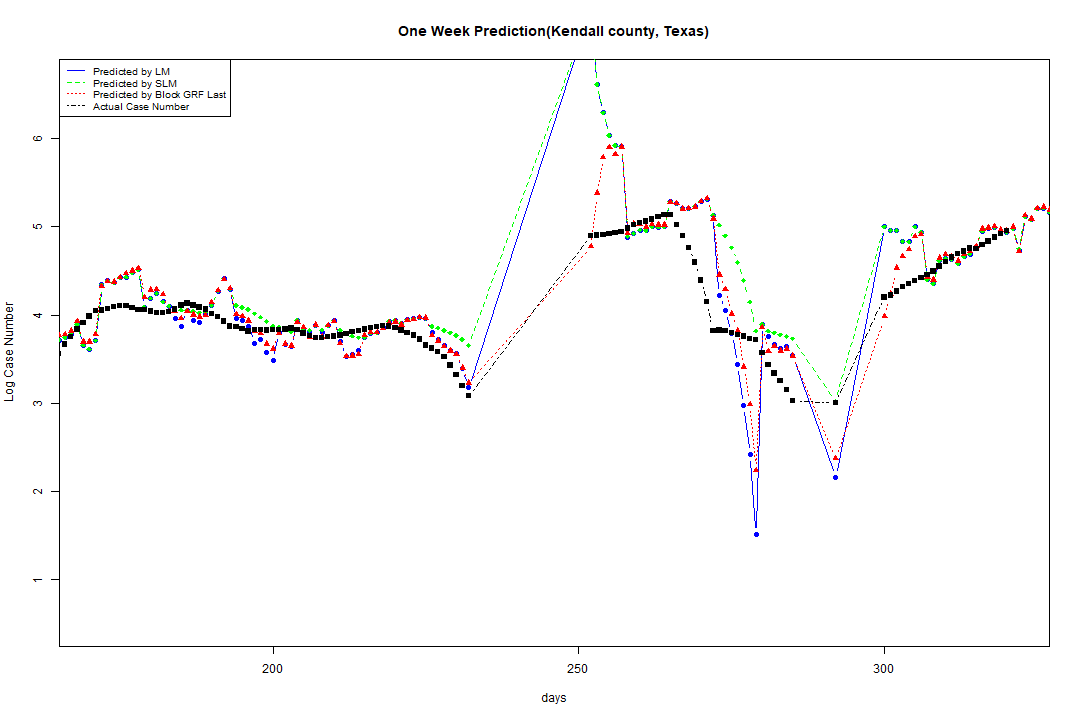 One Week Prediction(Kendall county, Texas)
Predicted by LM
Predicted by SLM
Predicted by Block GRF Last
Actual Case Number
6
5
4
3
2
1
Log Case Number
200 250 300
days